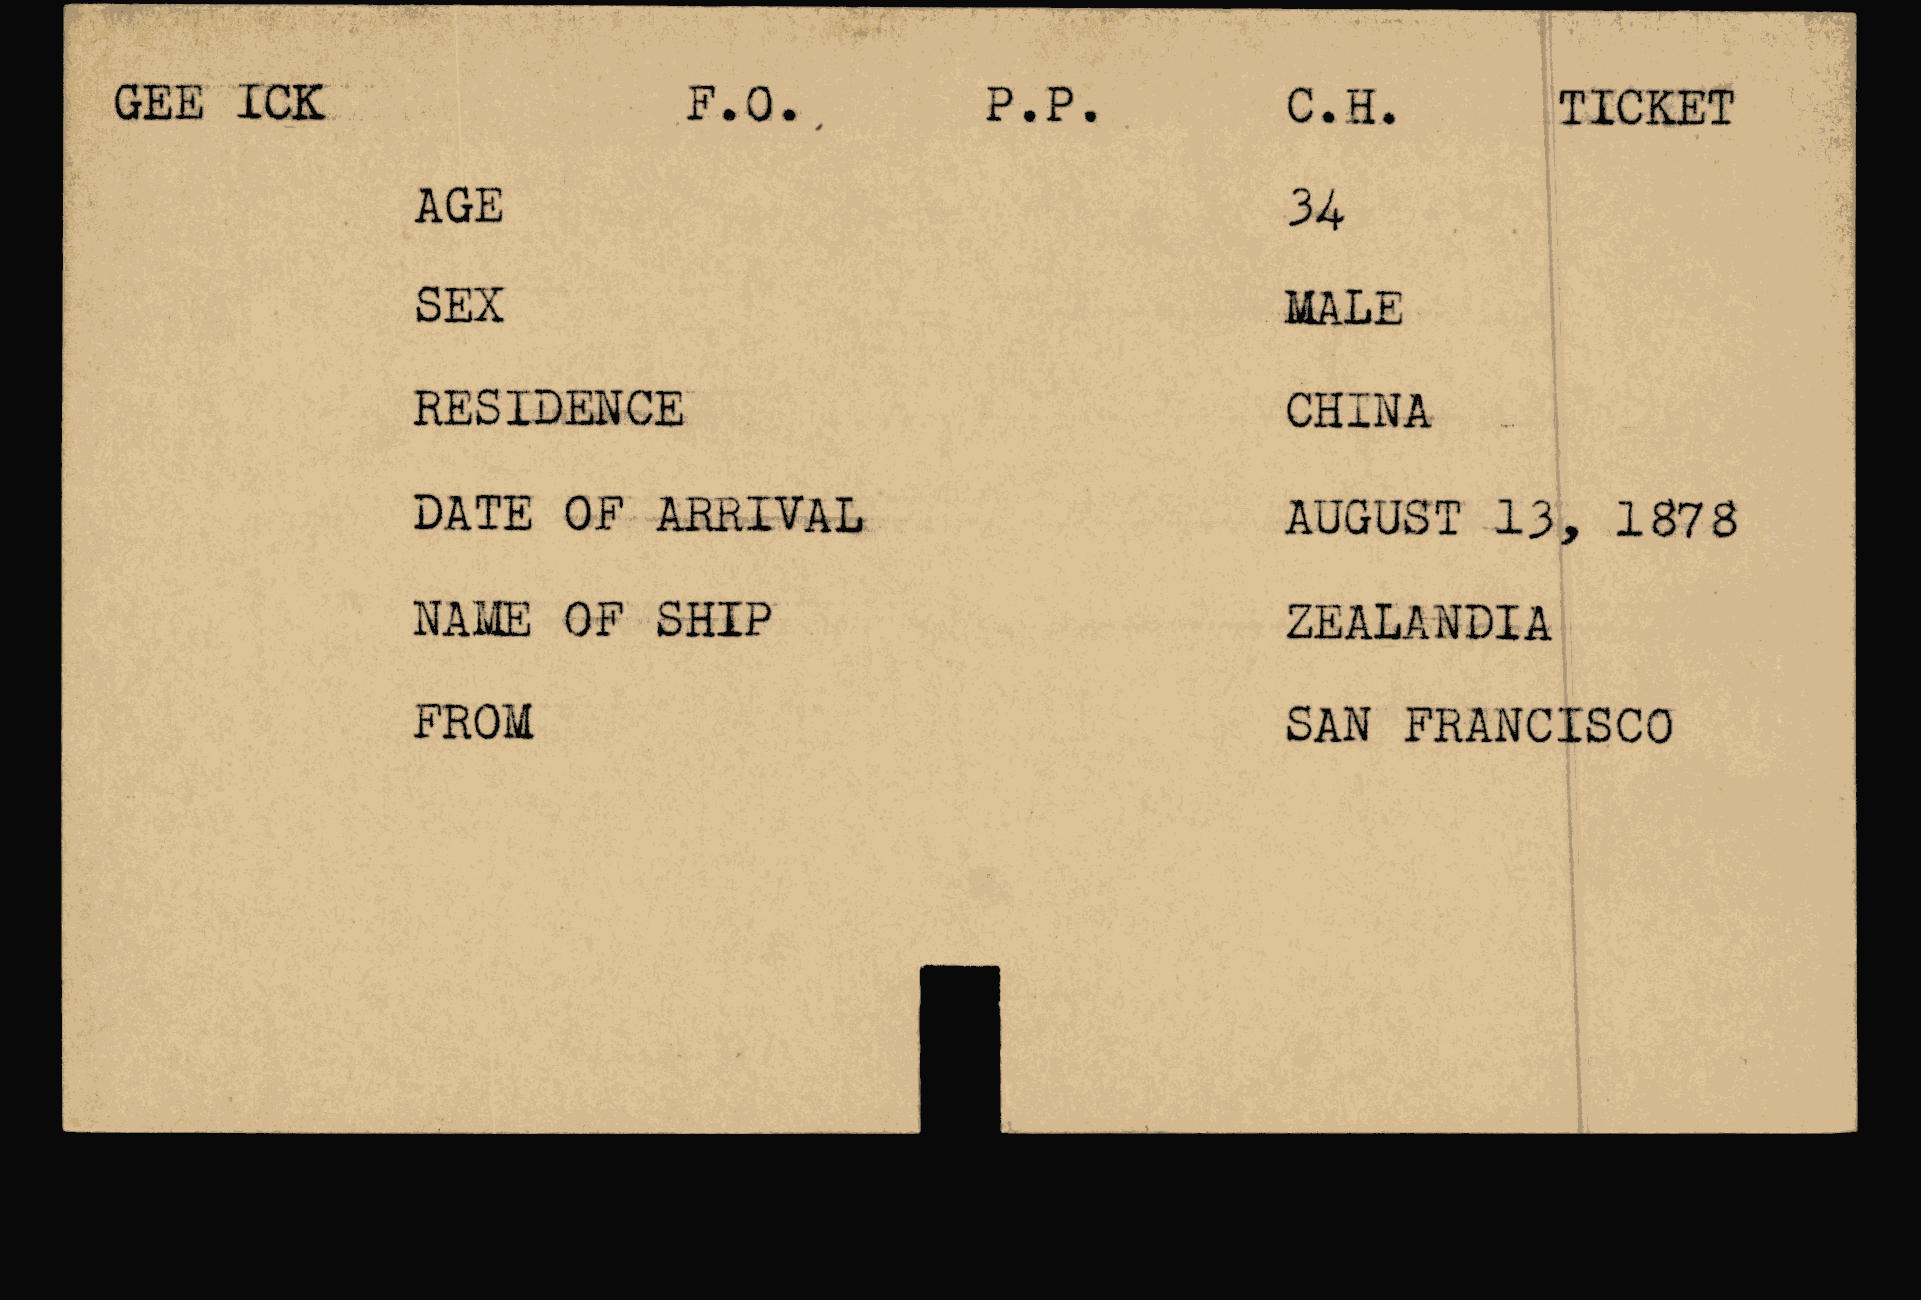 GEE ICK F.O. P.P. C.H. TICKET
AGE 34
SEX MALE
RESIDENCE CHINA
DATE OF ARRIVAL AUGUST 13, 1878
NAME OF SHIP ZEALANDIA
FROM SAN FRANCISCO